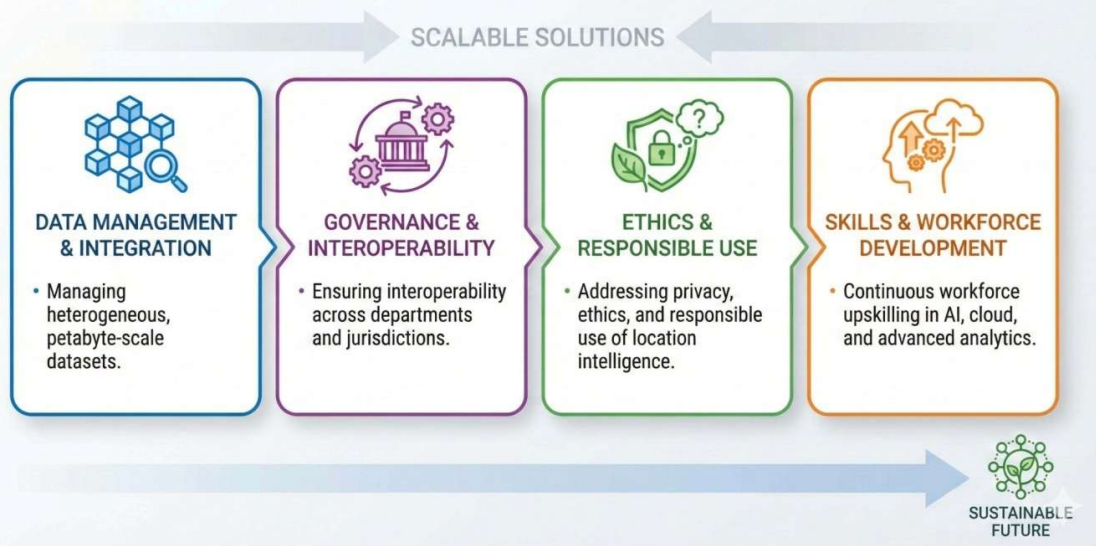 SCALABLE SOLUTIONS
DATA MANAGEMENT
& INTEGRATION
• Managing
heterogeneous,
petabyte-scale
datasets.
GOVERNANCE &
INTEROPERABILITY
• Ensuring interoperability
across departments
and jurisdictions.
?
ETHICS &
RESPONSIBLE USE
• Addressing privacy,
ethics, and responsible
use of location
intelligence.
SKILLS & WORKFORCE
DEVELOPMENT
• Continuous workforce
upskilling in AI, cloud,
and advanced analytics.
SUSTAINABLE
FUTURE